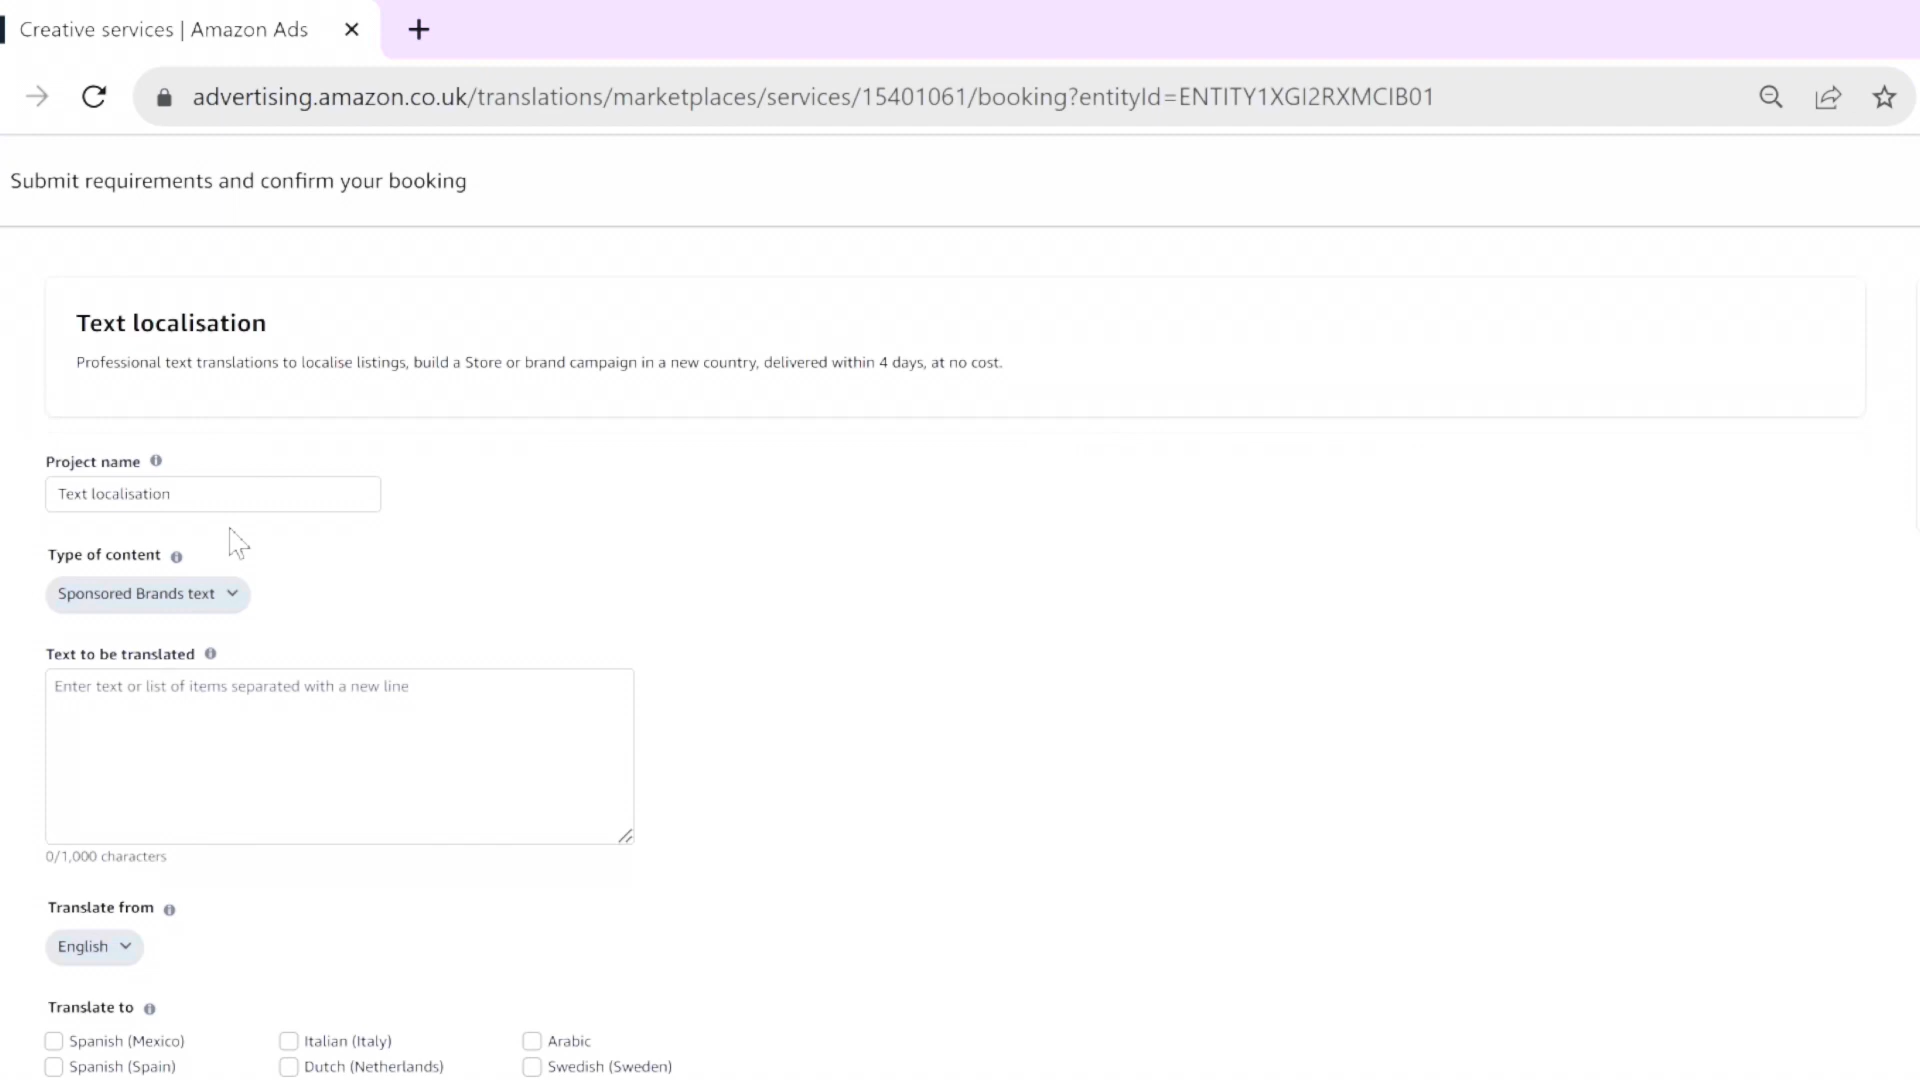 Creative services | Amazon Ads
advertising.amazon.co.uk/translations/marketplaces/services/15401061/booking?entityId=ENTITY1XGI2RXMCIB01
Submit requirements and confirm your booking
Text localisation
Professional text translations to localise listings, build a Store or brand campaign in a new country, delivered within 4 days, at no cost.
Project name
Text localisation
Type of content
Sponsored Brands text
Text to be translated
Enter text or list of items separated with a new line
0/1,000 characters
Translate from
English
Translate to
Spanish (Mexico) Italian (Italy) Arabic
Spanish (Spain) Dutch (Netherlands) Swedish (Sweden)